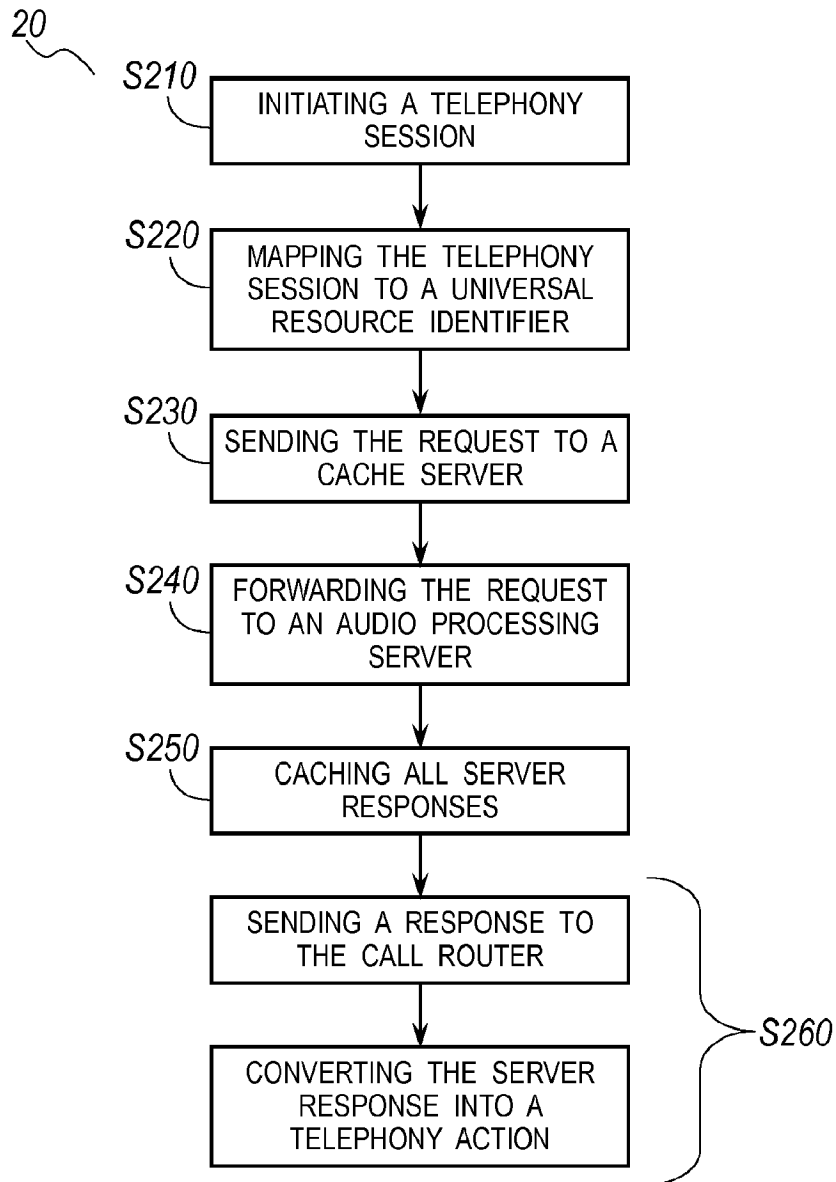 20
S210
INITIATING A TELEPHONY
SESSION
S220
MAPPING THE TELEPHONY
SESSION TO A UNIVERSAL
RESOURCE IDENTIFIER
S230
SENDING THE REQUEST TO A
CACHE SERVER
S240
FORWARDING THE REQUEST
TO AN AUDIO PROCESSING
SERVER
S250
CACHING ALL SERVER
RESPONSES
SENDING A RESPONSE TO
THE CALL ROUTER
S260
CONVERTING THE SERVER
RESPONSE INTO A
TELEPHONY ACTION